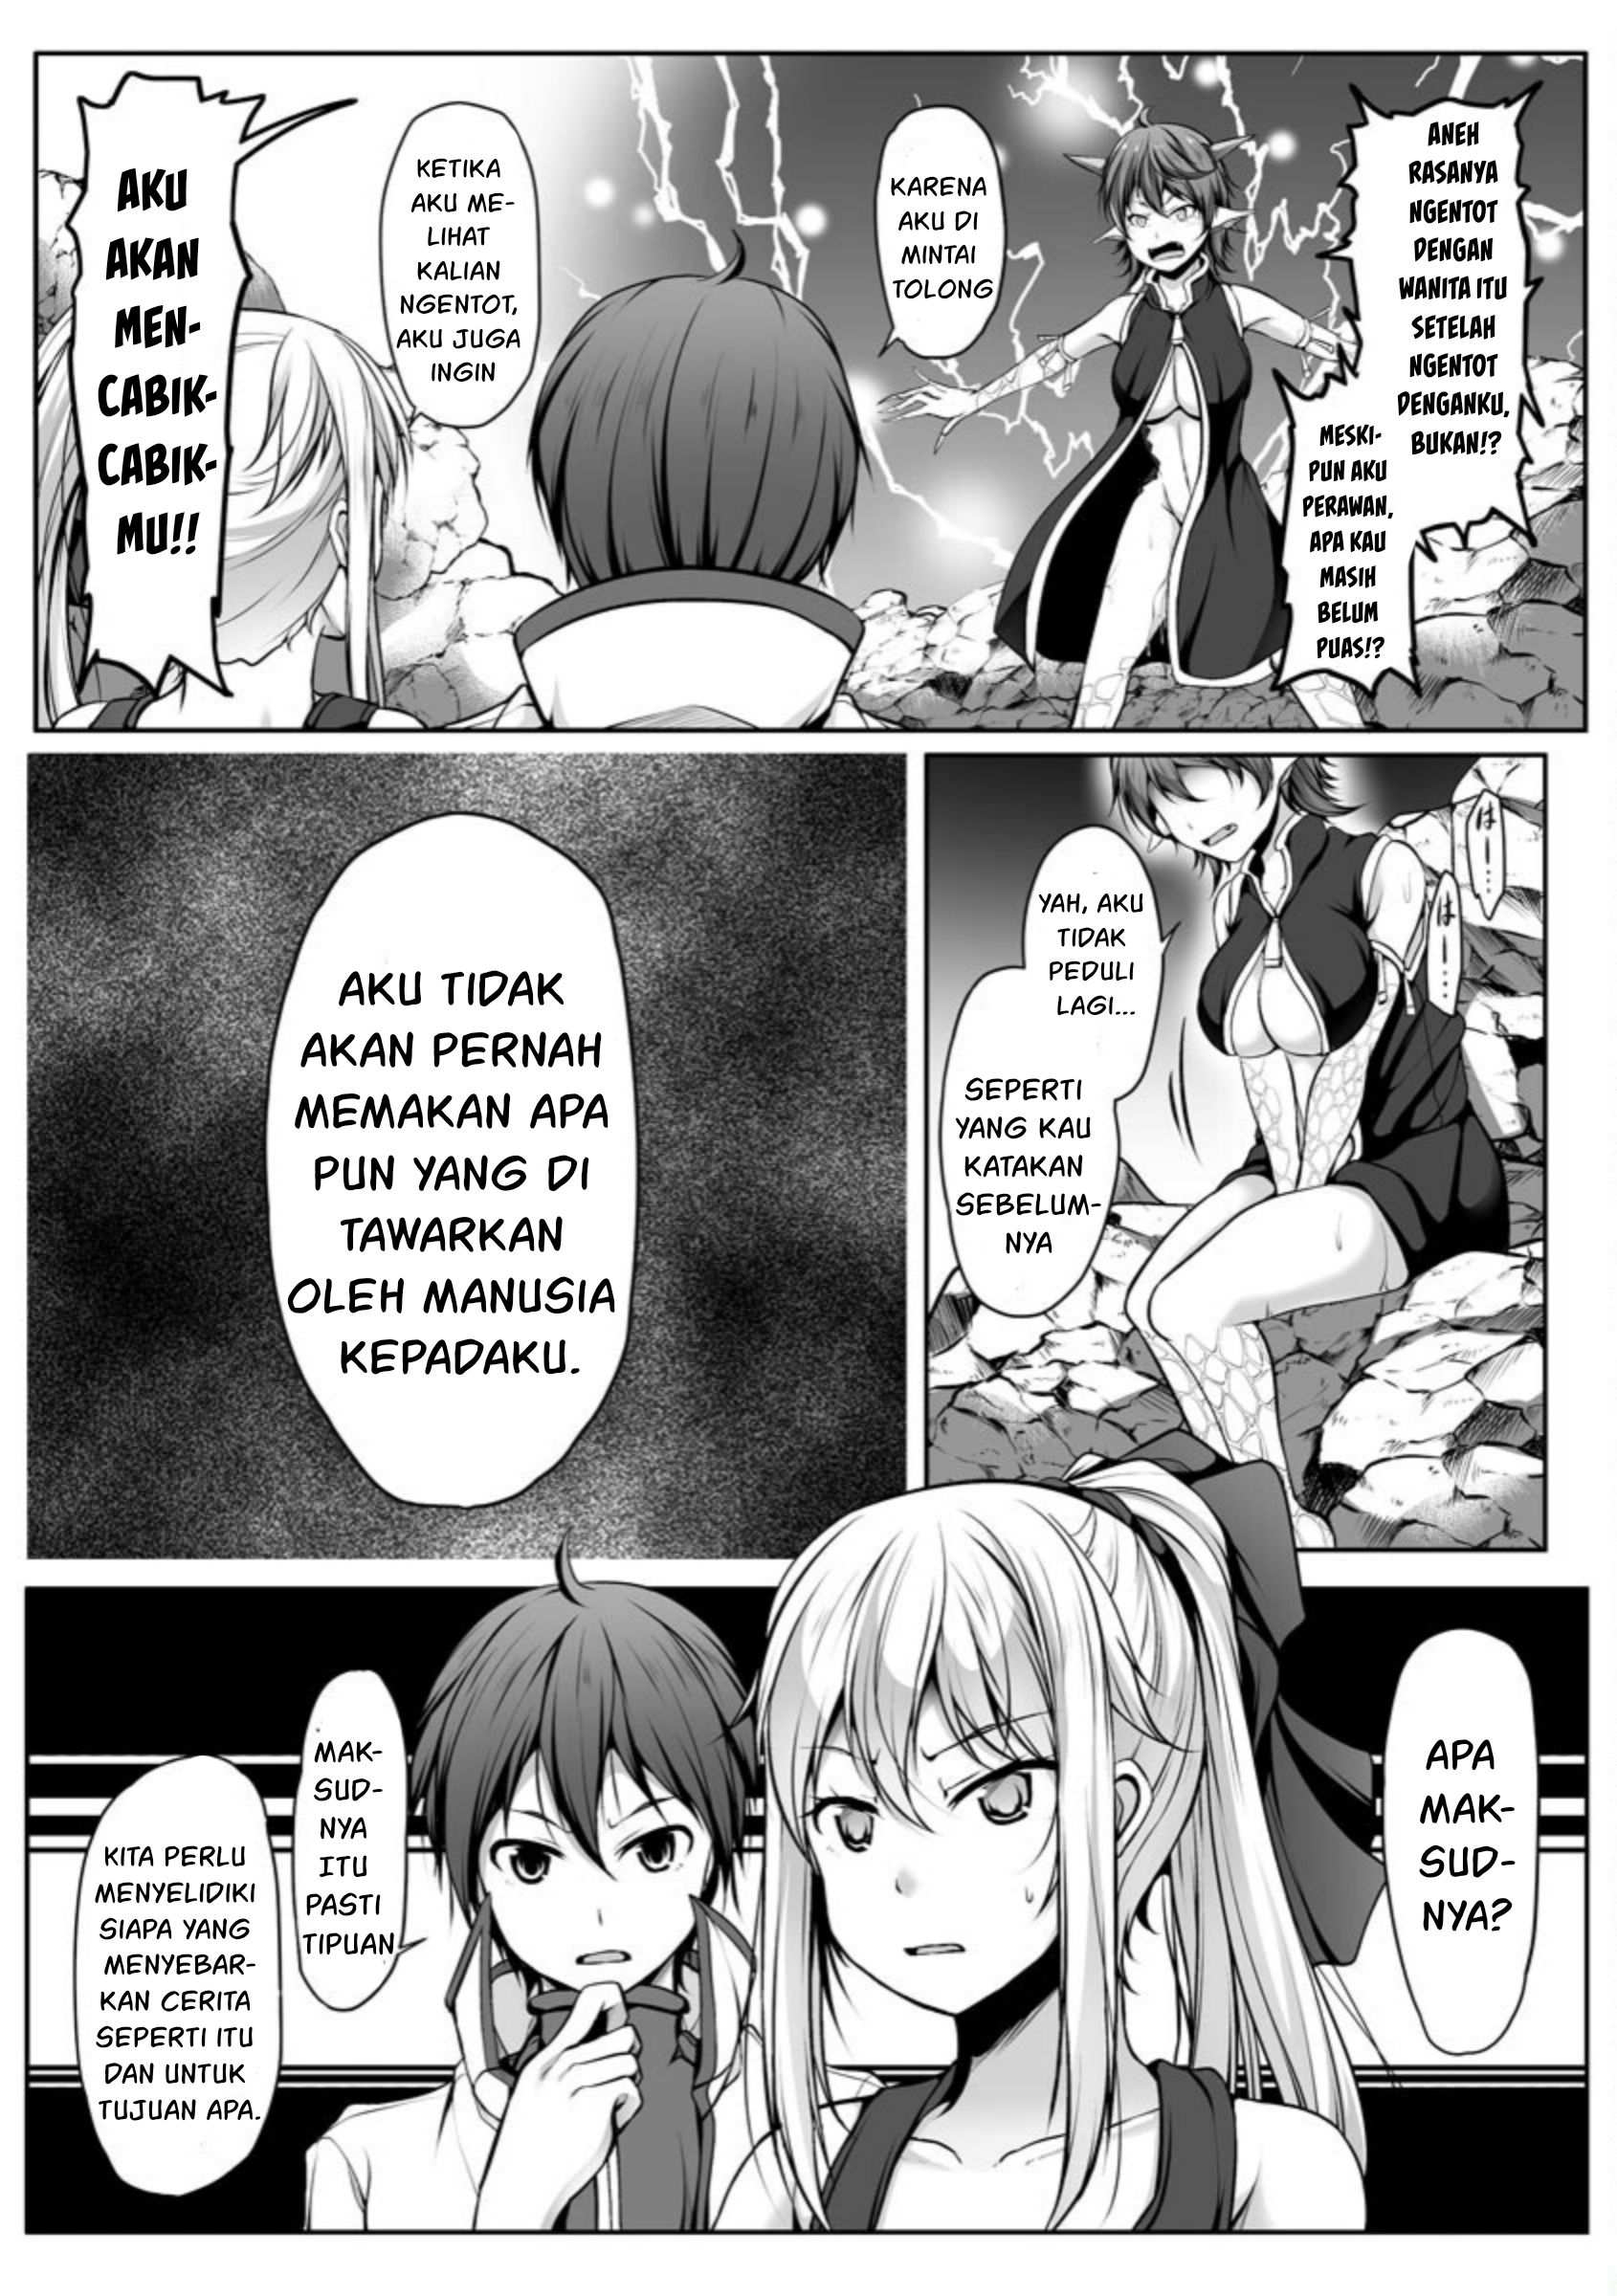 ANEH
RASANYA
NGENTOT
DENGAN
WANITA ITU
SETELAH
NGENTOT
DENGANKU,
BUKAN!?
MESKI-
PUN AKU
PERAWAN,
APA KAU
MASIH
BELUM
PUAS!?
KARENA
AKU DI
MINTAI
TOLONG
KETIKA
AKU ME-
LIHAT
KALIAN
NGENTOT,
AKU JUGA
INGIN
AKU
AKAN
MEN-
CABIK-
CABIK-
MU!!
はー…
はー…
YAH, AKU
TIDAK
PEDULI
LAGI...
SEPERTI
YANG KAU
KATAKAN
SEBELUM-
NYA
AKU TIDAK
AKAN PERNAH
MEMAKAN APA
PUN YANG DI
TAWARKAN
OLEH MANUSIA
KEPADAKU.
APA
MAK-
SUD-
NYA?
MAK-
SUD-
NYA
ITU
PASTI
TIPUAN
KITA PERLU
MENYELIDIKI
SIAPA YANG
MENYEBAR-
KAN CERITA
SEPERTI ITU
DAN UNTUK
TUJUAN APA.